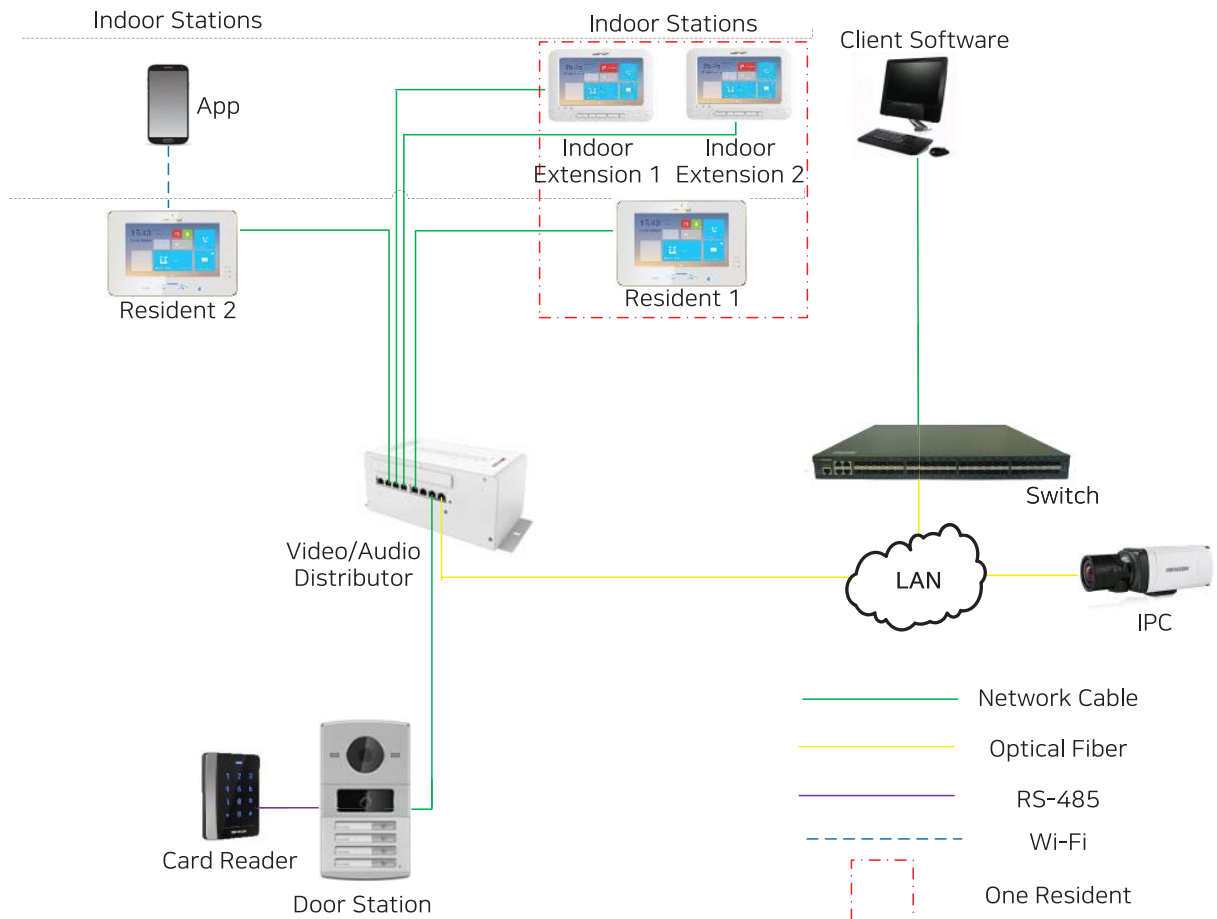 Indoor Stations
Indoor Stations
Client Software
App
Indoor
Extension 1
Indoor
Extension 2
Resident 2
Resident 1
Switch
Video/Audio
Distributor
LAN
IPC
Network Cable
Optical Fiber
RS-485
Wi-Fi
One Resident
Card Reader
Door Station